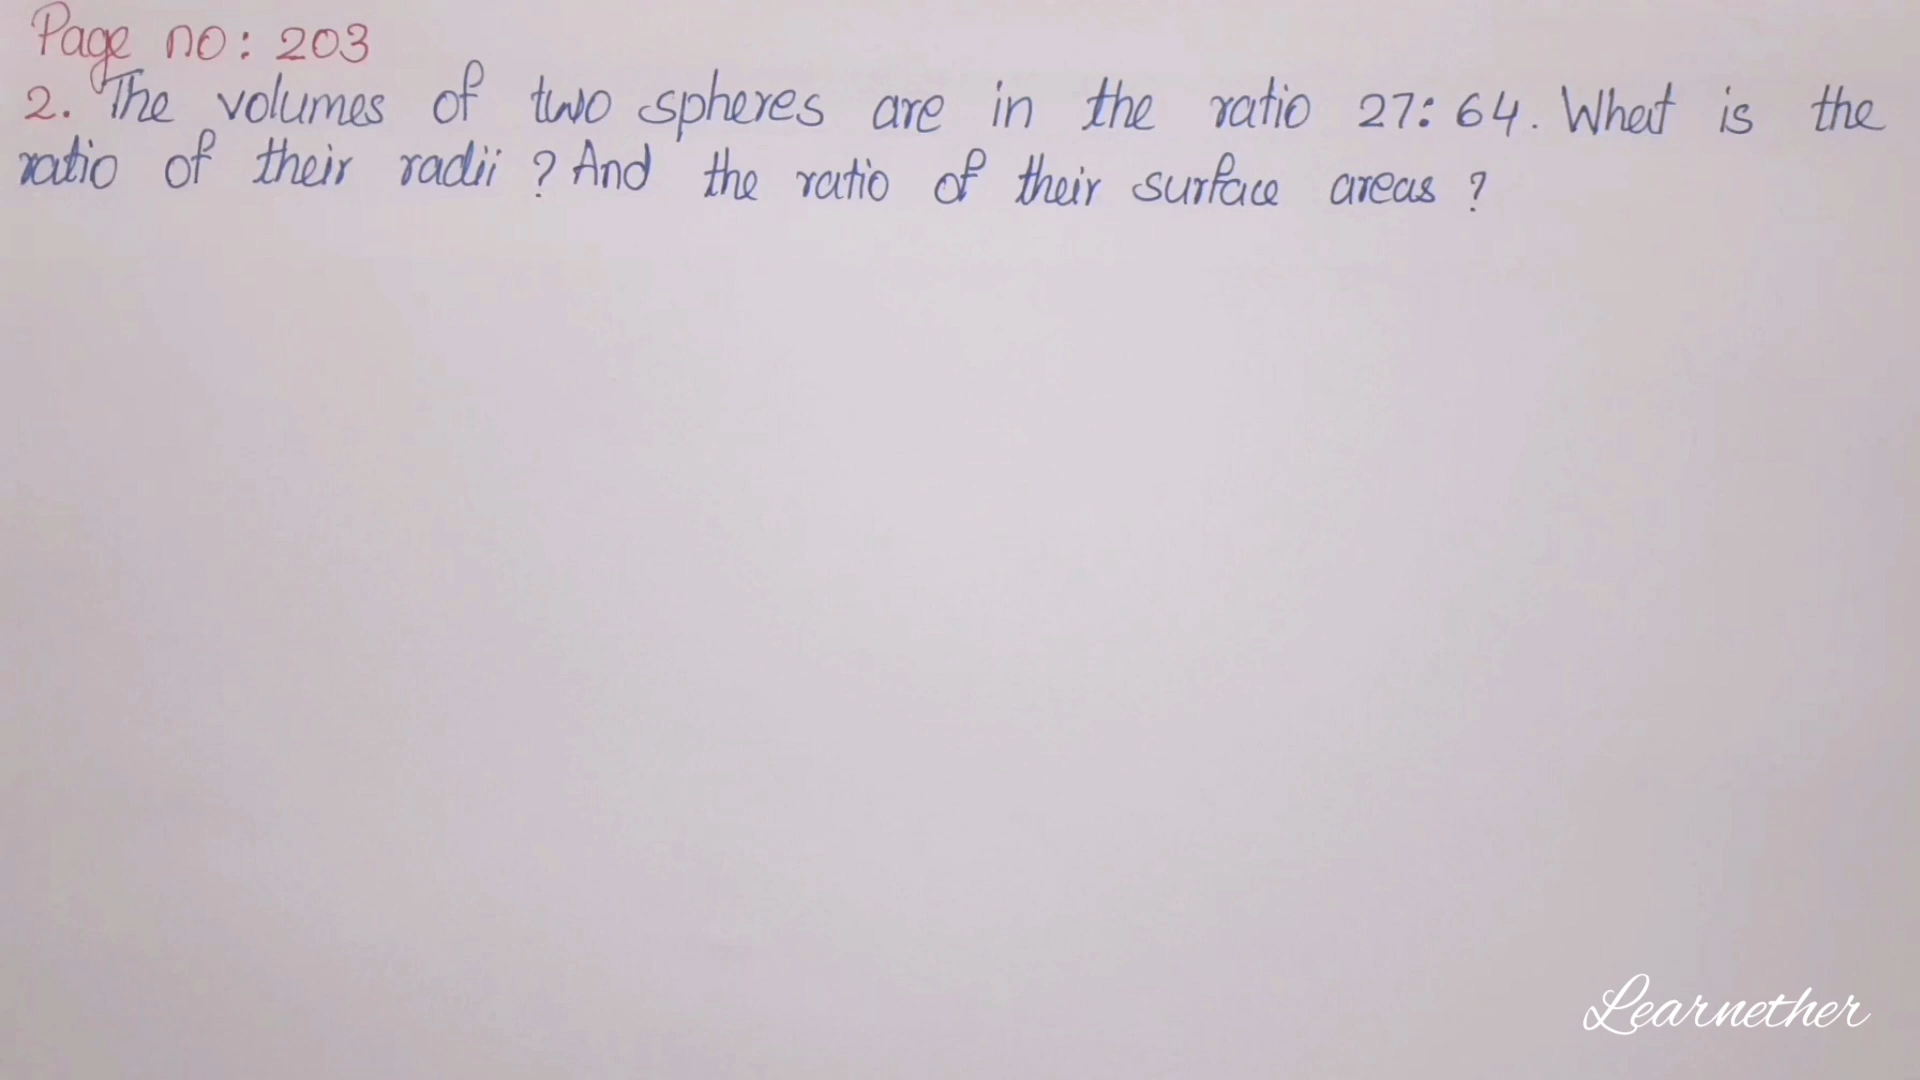 Page no: 203
2. The volumes of two spheres are in the ratio 27:64. What is the
ratio of their radii? And the ratio of their surface areas?
Learnether